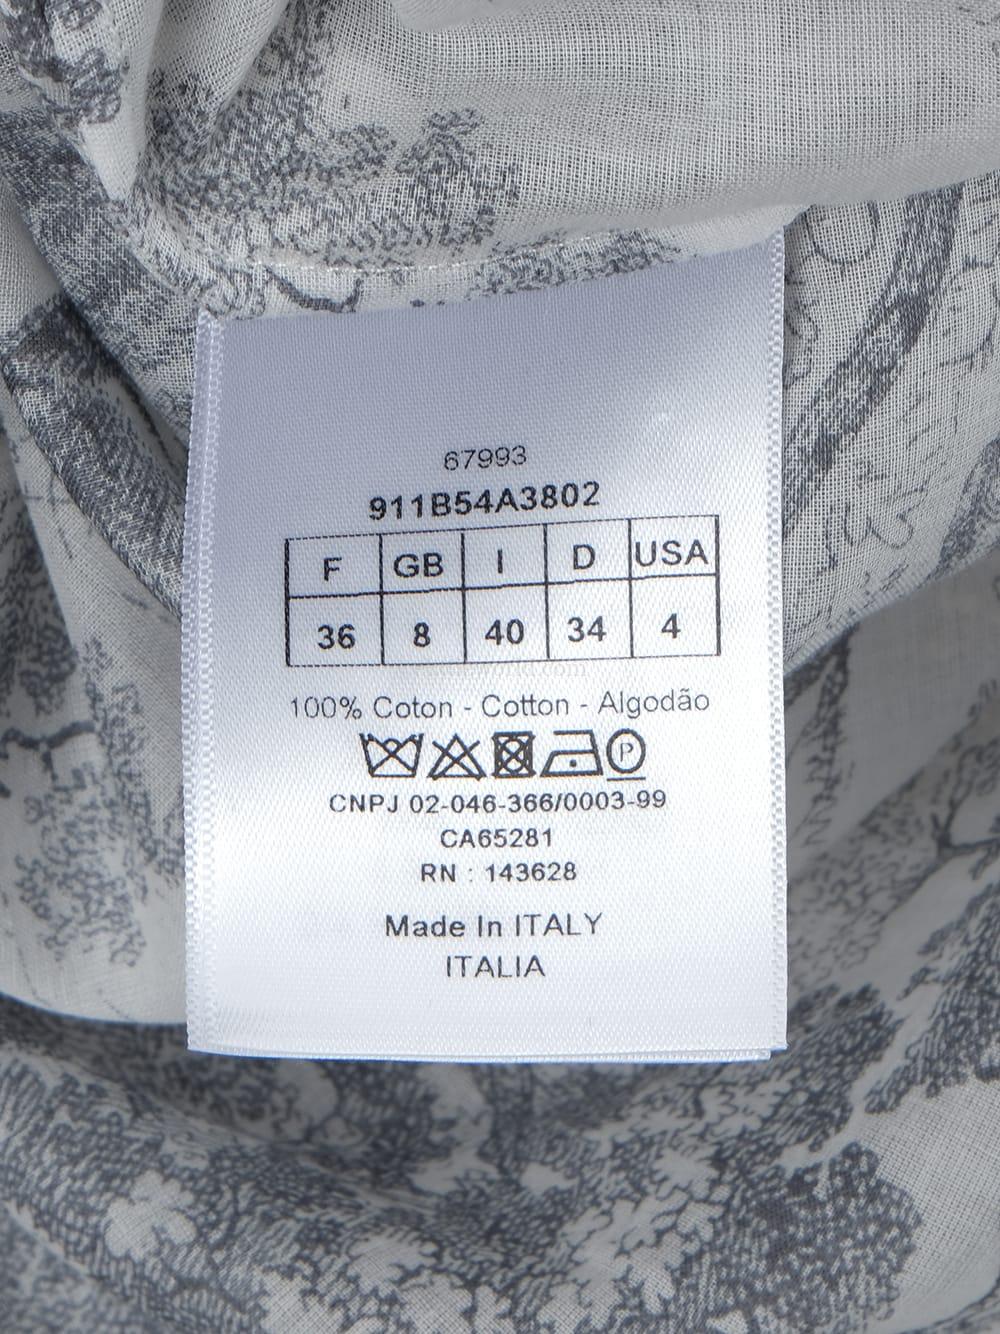 67993
911B54A3802
F GB I D USA
36 8 40 34 4
100% Coton - Cotton - Algodão
P
CNPJ 02-046-366/0003-99
CA65281
RN : 143628
Made In ITALY
ITALIA